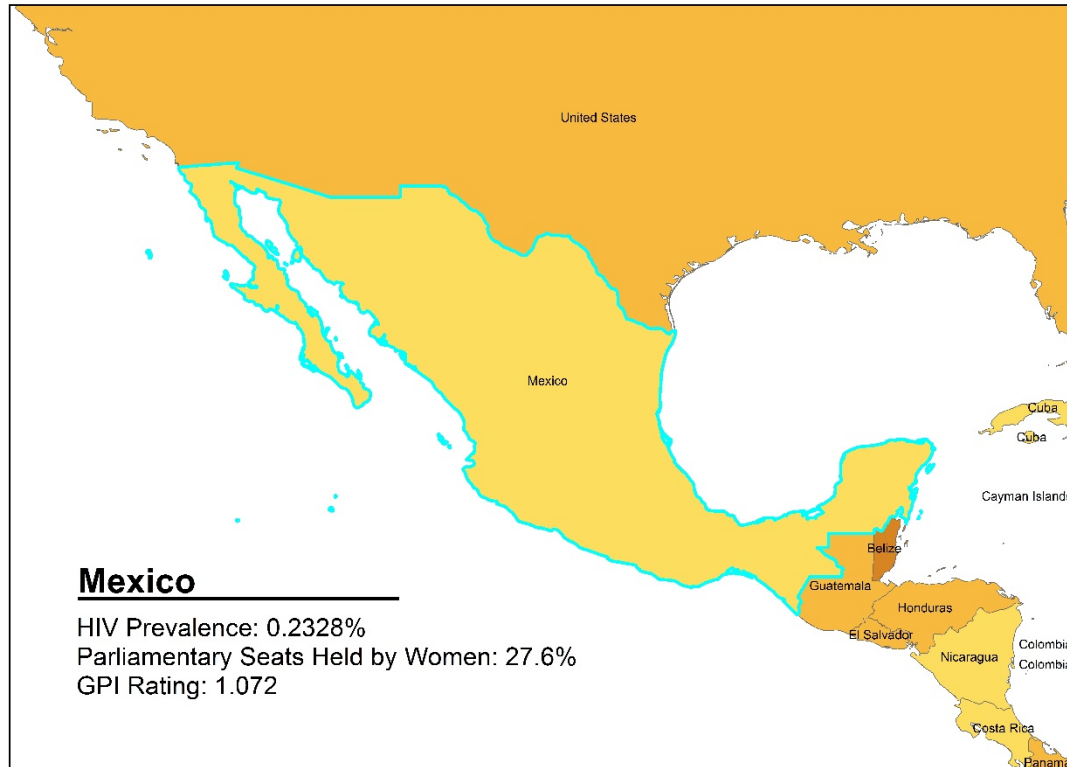 United States
Mexico
Cuba
Cuba
Cayman Islands
Belize
Guatemala
Honduras
El Salvador
Nicaragua
Colombia
Colombia
Costa Rica
Panama
Mexico
HIV Prevalence: 0.2328%
Parliamentary Seats Held by Women: 27.6%
GPI Rating: 1.072